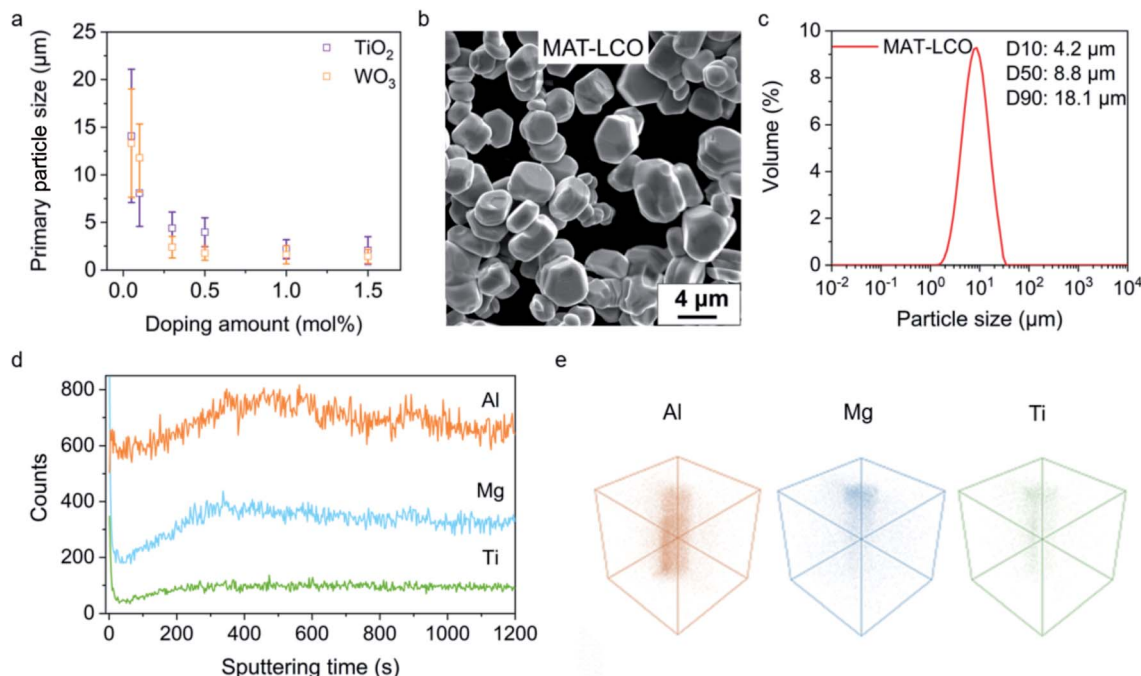 a
Primary particle size (µm)
25
20
15
10
5
0
TiO₂
WO₃
0.0 0.5 1.0 1.5
Doping amount (mol%)
b
MAT-LCO
4 µm
c
Volume (%)
10
8
6
4
2
0
MAT-LCO
D10: 4.2 µm
D50: 8.8 µm
D90: 18.1 µm
10⁻² 10⁻¹ 10⁰ 10¹ 10² 10³ 10⁴
Particle size (µm)
d
Counts
800
600
400
200
0
Al
Mg
Ti
0 200 400 600 800 1000 1200
Sputtering time (s)
e
Al Mg Ti